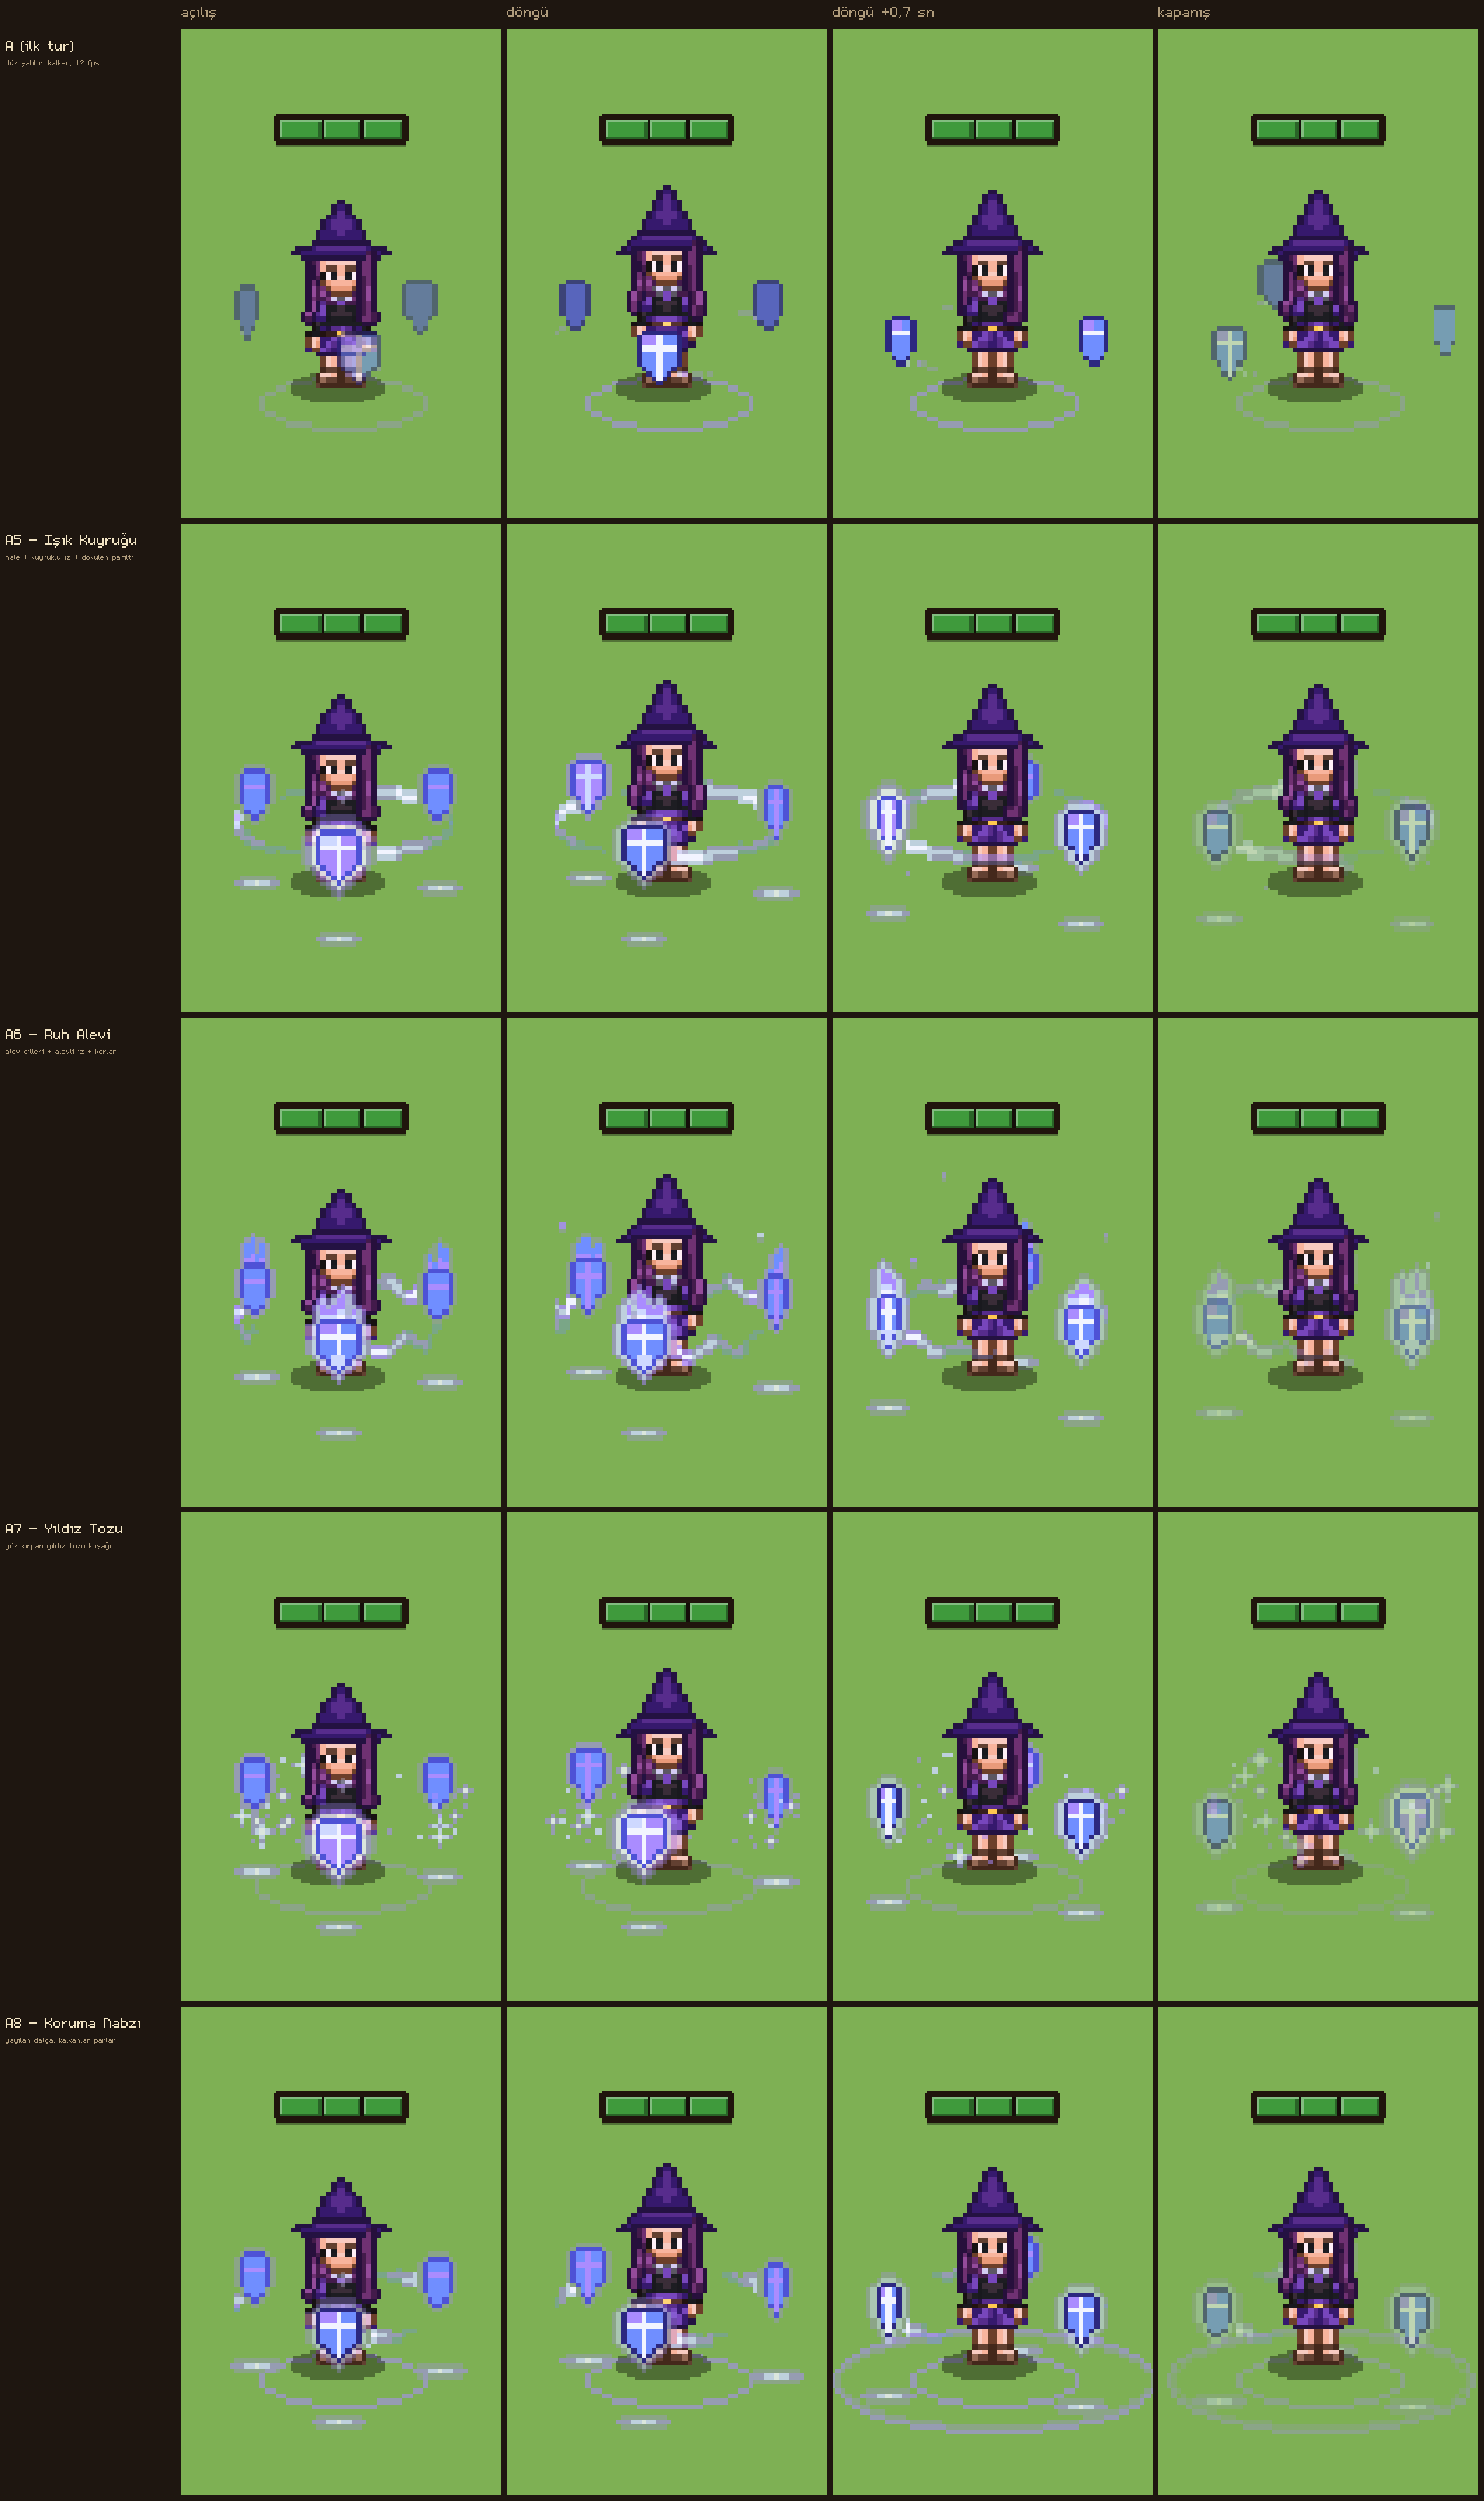 açılış
döngü
döngü +0,7 sn
kapanış
A (ilk tur)
düz şablon kalkan, 12 fps
A5 - Işık Kuyruğu
hale + kuyruklu iz + dökülen parıltı
A6 - Ruh Alevi
alev dilleri + alevli iz + korlar
A7 - Yıldız Tozu
göz kırpan yıldız tozu kuşağı
A8 - Koruma Nabzı
yayılan dalga, kalkanlar parlar